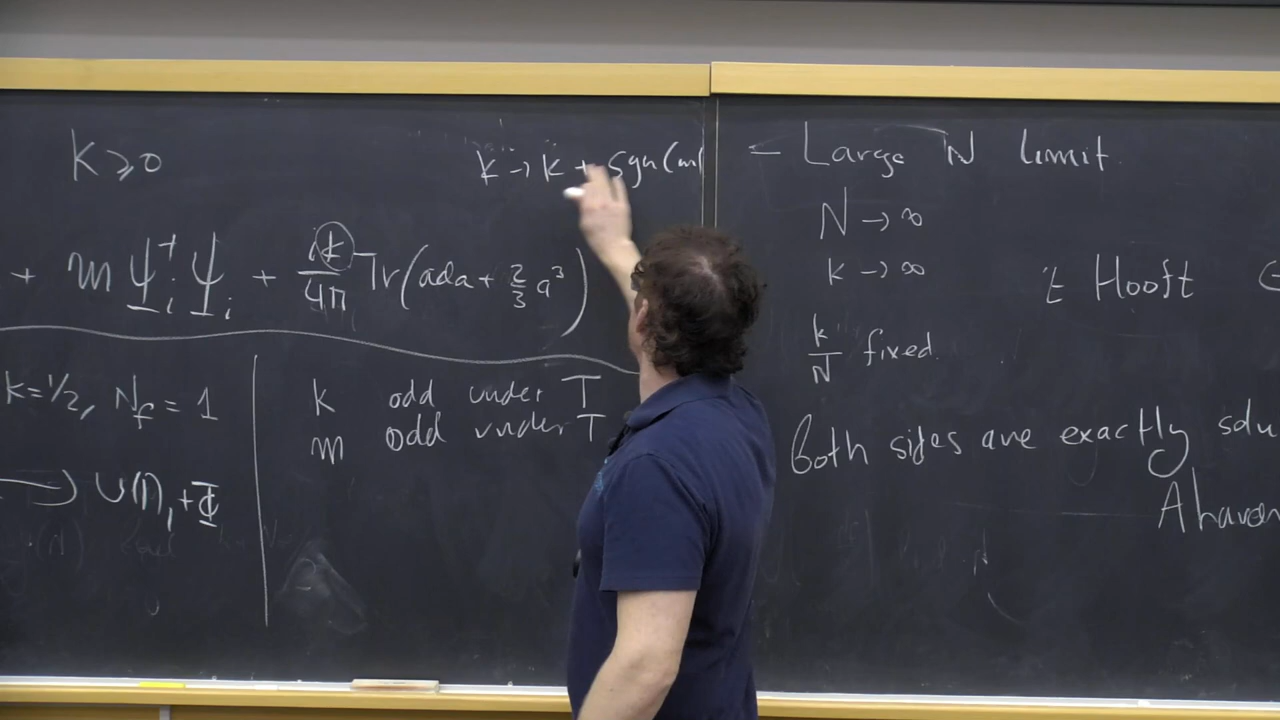 k ≥ 0
k → k + sgn(m
+ m ψ†i ψi + ik/4π Tr(ada + 2/3 a³)
k = 1/2, Nf = 1
→ U(1)1 + Φ
k odd under T
m odd under T
- Large N limit
N → ∞
k → ∞
't Hooft
k/N fixed
Both sides are exactly solu
Aharon